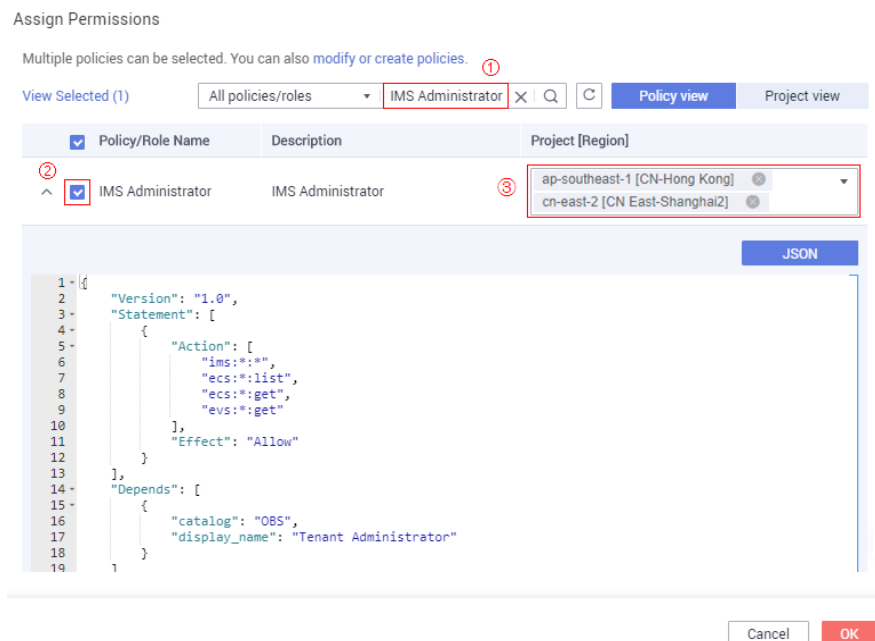 Assign Permissions
Multiple policies can be selected. You can also modify or create policies.
①
View Selected (1) All policies/roles IMS Administrator Policy view Project view
Policy/Role Name Description Project [Region]
②
IMS Administrator IMS Administrator ③ ap-southeast-1 [CN-Hong Kong]
cn-east-2 [CN East-Shanghai2]
JSON
1 {
2 "Version": "1.0",
3 "Statement": [
4 {
5 "Action": [
6 "ims:*:*",
7 "ecs:*:list",
8 "ecs:*:get",
9 "evs:*:get"
10 ],
11 "Effect": "Allow"
12 }
13 ],
14 "Depends": [
15 {
16 "catalog": "OBS",
17 "display_name": "Tenant Administrator"
18 }
19 ]
Cancel OK